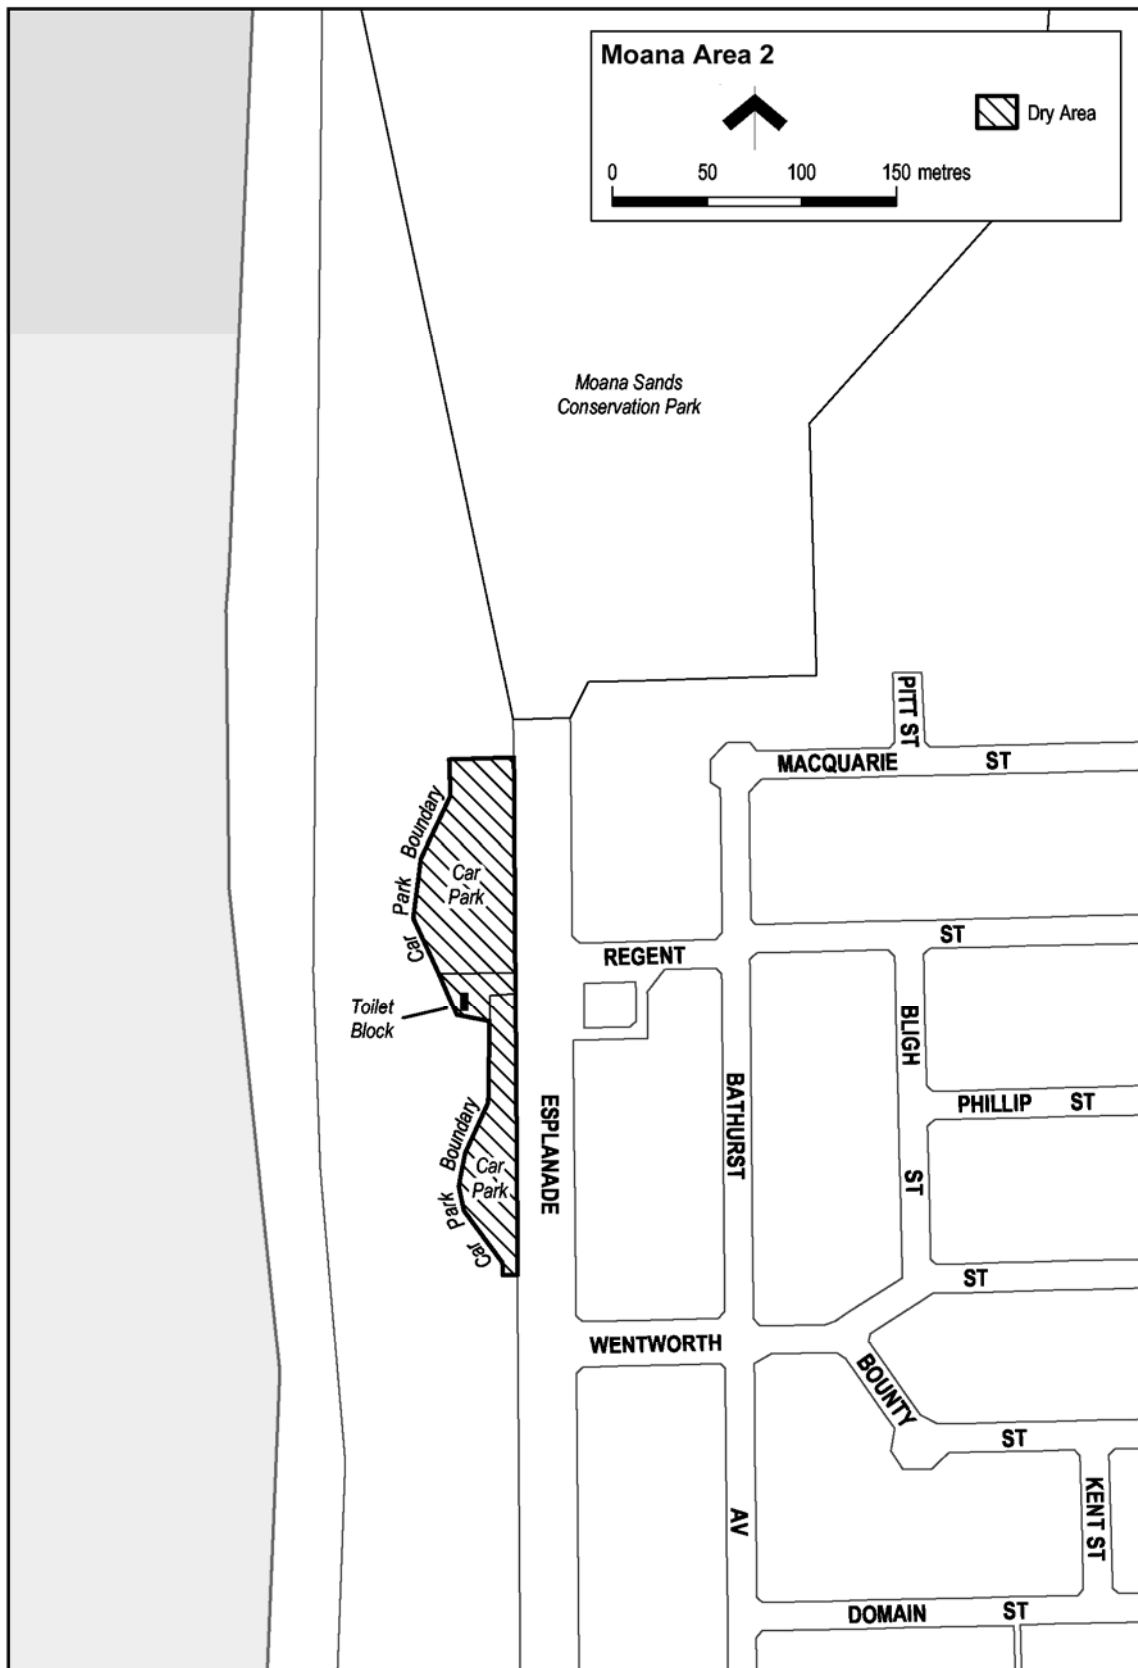 Moana Area 2
Dry Area
0 50 100 150 metres
Moana Sands
Conservation Park
PITT ST
MACQUARIE ST
Car Park Boundary
Car
Park
REGENT ST
Toilet
Block
BLIGH ST
ESPLANADE
BATHURST AV
PHILLIP ST
Car Park Boundary
Car
Park
WENTWORTH ST
BOUNTY ST
KENT ST
DOMAIN ST